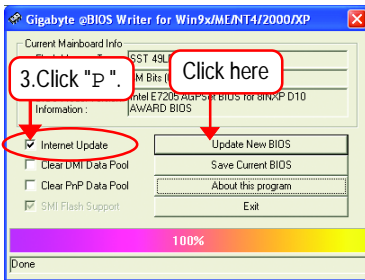 Gigabyte @BIOS Writer for Win9x/ME/NT4/2000/XP
Current Mainboard Info
SST 49L
3.Click "P".
Click here
M Bits
Intel E7205 AGPSet BIOS for 8INXP D10
Information :
AWARD BIOS
Internet Update
Update New BIOS
Clear DMI Data Pool
Save Current BIOS
Clear PnP Data Pool
About this program
SMI Flash Support
Exit
100%
Done